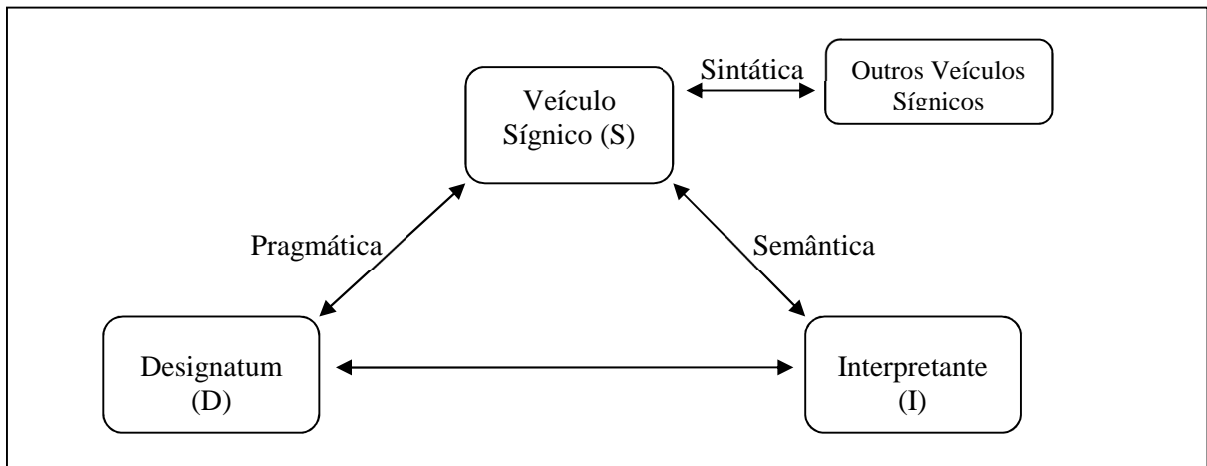 Sintática
Outros Veículos
Sígnicos
Veículo
Sígnico (S)
Pragmática
Semântica
Designatum
(D)
Interpretante
(I)